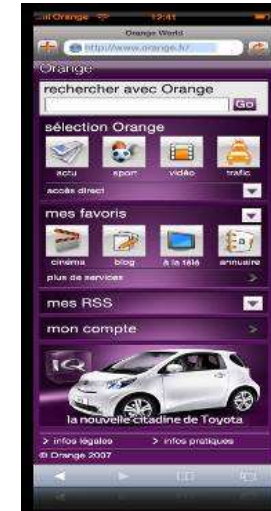 Orange 12:41
Orange World
http://www.orange.fr/
Orange
rechercher avec Orange
Go
sélection Orange
actu sport vidéo trafic
accès direct
mes favoris
cinéma blog à la télé annuaire
plus de services
mes RSS
mon compte
IQ
la nouvelle citadine de Toyota
> infos légales > infos pratiques
© Orange 2007